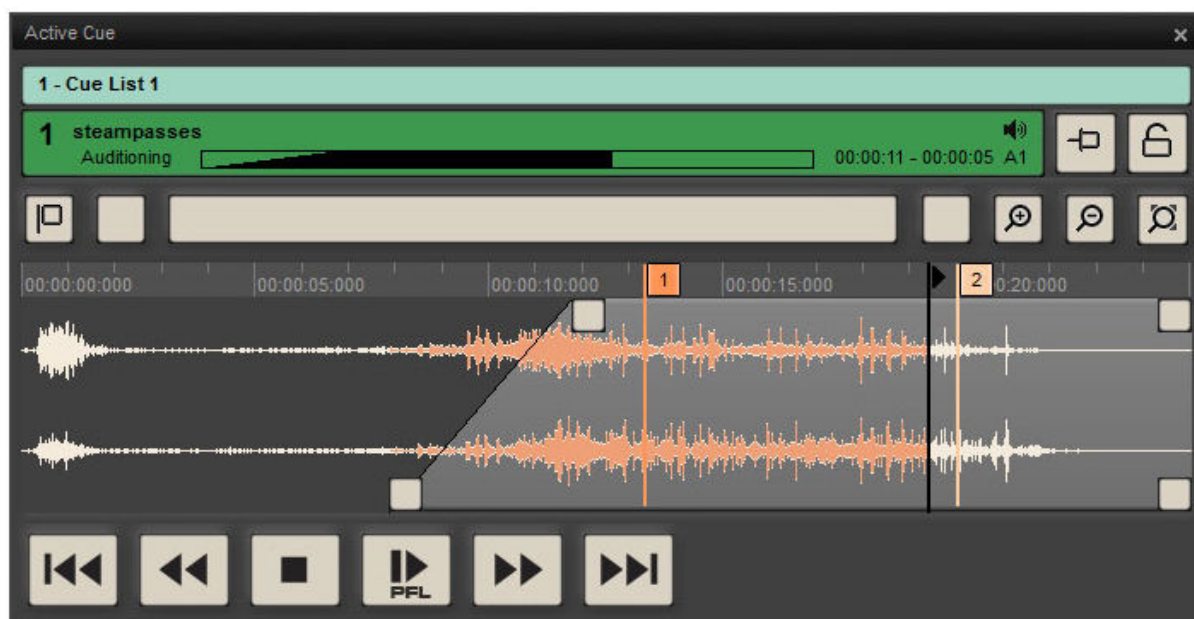 Active Cue
1 - Cue List 1
1 steampasses
Auditioning 00:00:11 - 00:00:05 A1
00:00:00:000 00:00:05:000 00:00:10:000 1 00:00:15:000 2 0:20:000
PFL